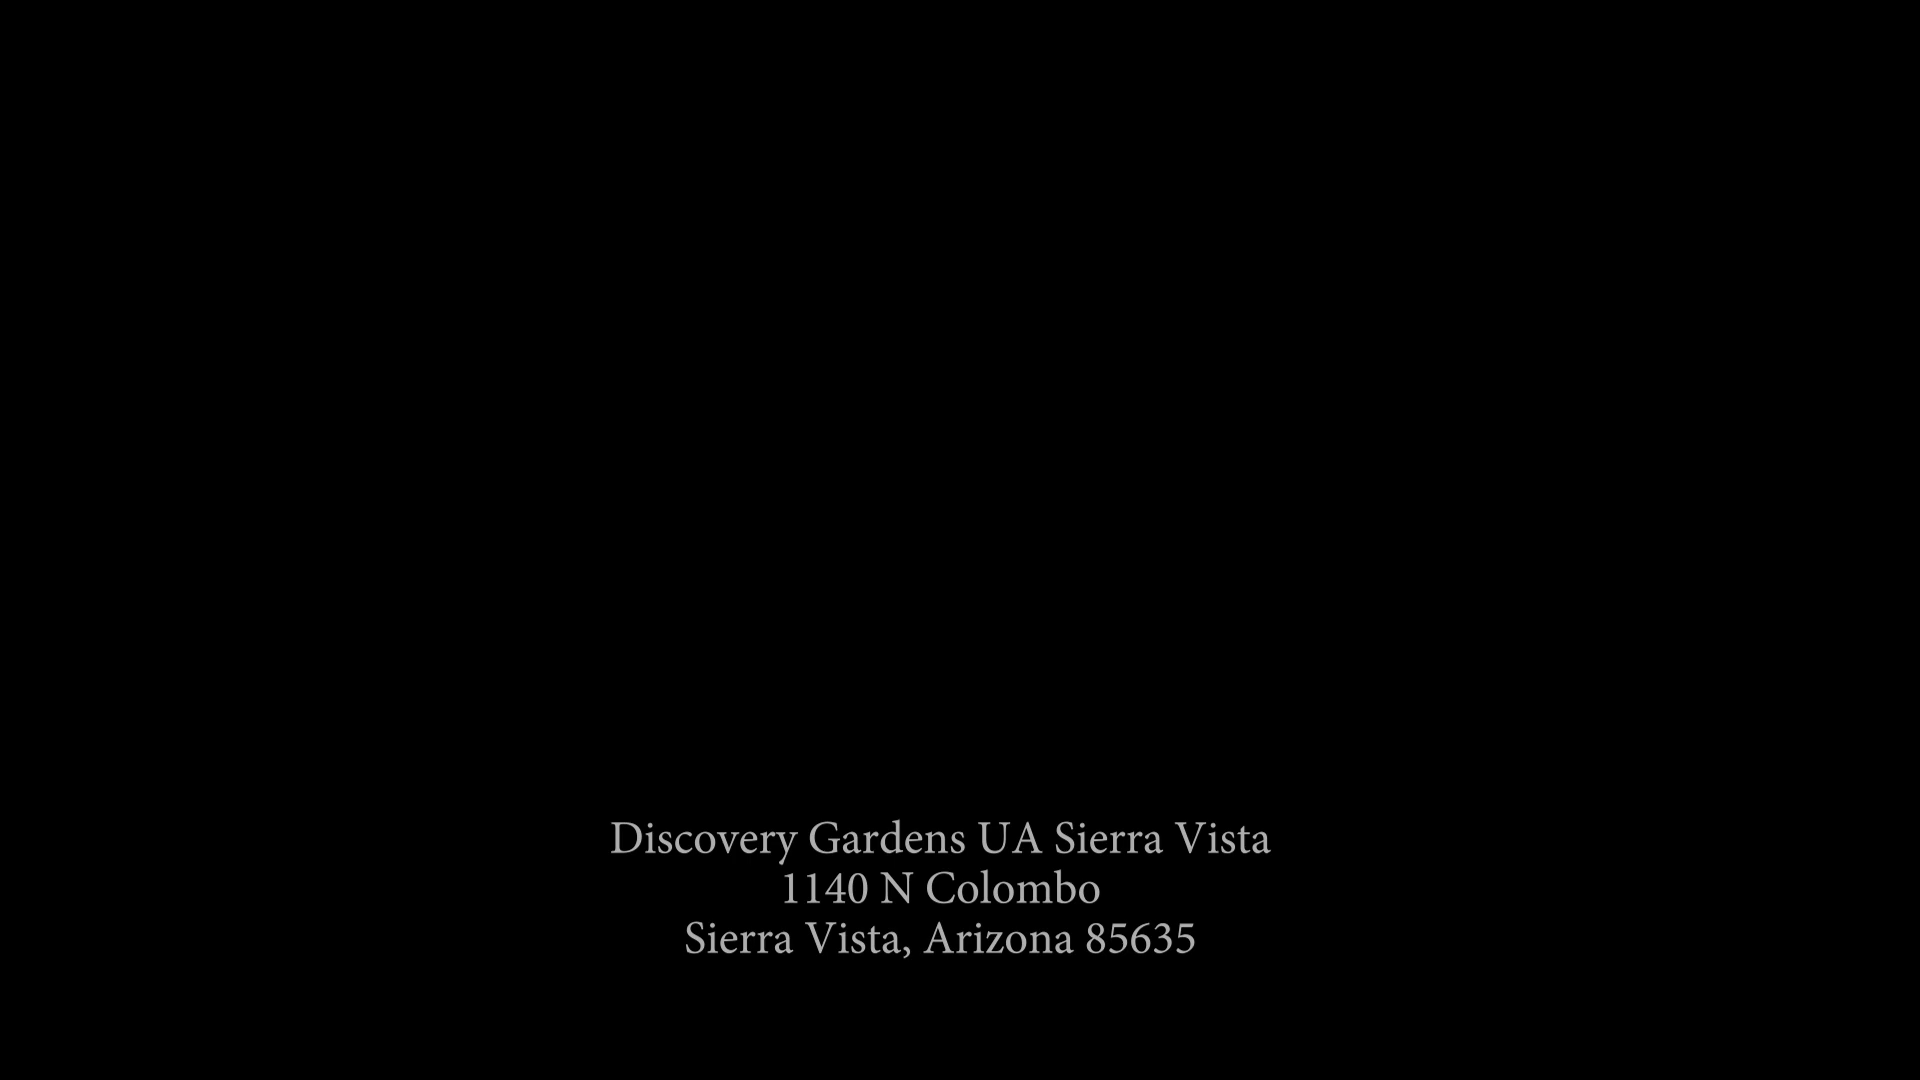 Discovery Gardens UA Sierra Vista
1140 N Colombo
Sierra Vista, Arizona 85635